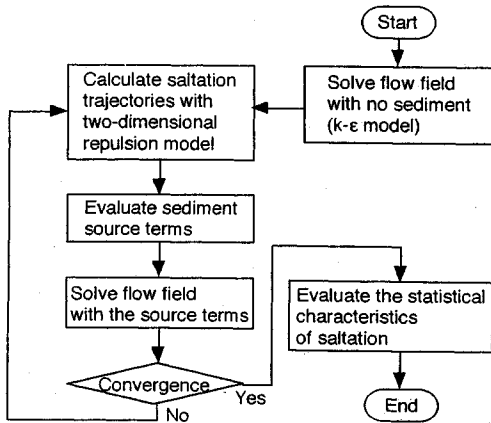 Start
Solve flow field
with no sediment
(k-ε model)
Calculate saltation
trajectories with
two-dimensional
repulsion model
Evaluate sediment
source terms
Solve flow field
with the source terms
Convergence
No
Yes
Evaluate the statistical
characteristics
of saltation
End